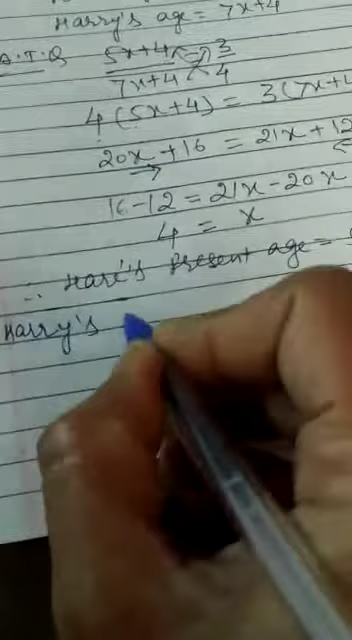 Harry's age = 7x+4
A.T.Q 5x+4/7x+4 = 3/4
4(5x+4) = 3(7x+4
20x+16 = 21x+12
16-12 = 21x-20x
4 = x
∴ Hari's Present age =
Harry's